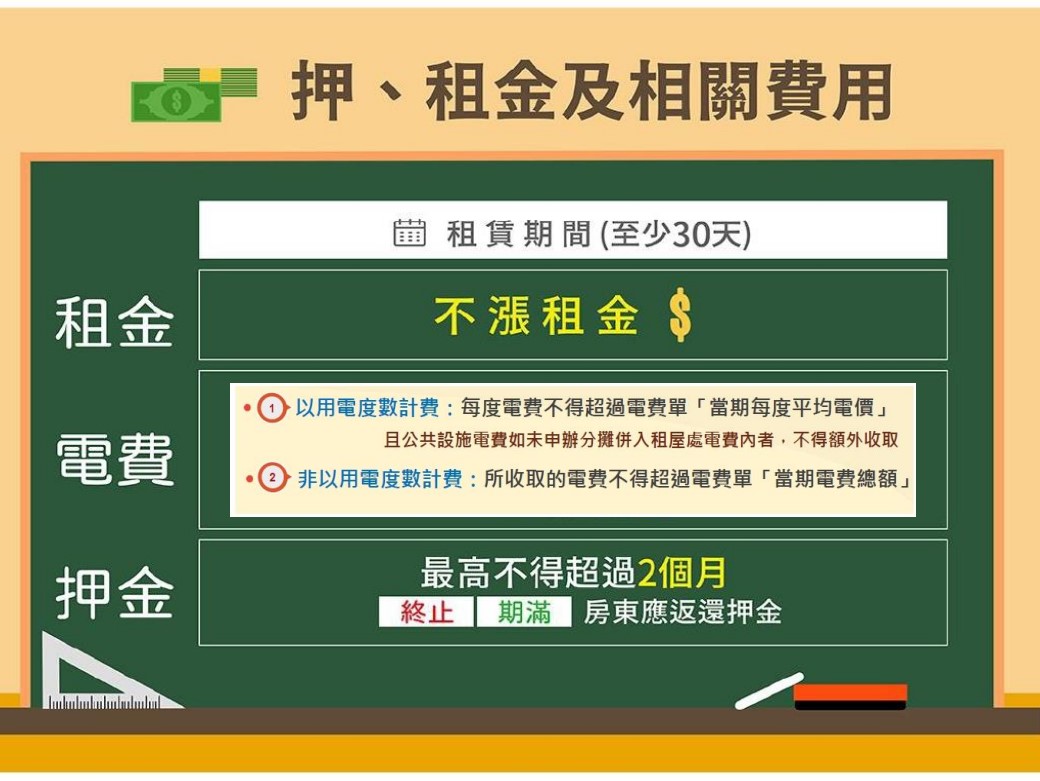 押、租金及相關費用
租賃期間(至少30天)
租金
不漲租金 $
電費
• 1 以用電度數計費：每度電費不得超過電費單「當期每度平均電價」
且公共設施電費如未申辦分攤併入租屋處電費內者，不得額外收取
• 2 非以用電度數計費：所收取的電費不得超過電費單「當期電費總額」
押金
最高不得超過2個月
終止 期滿 房東應返還押金